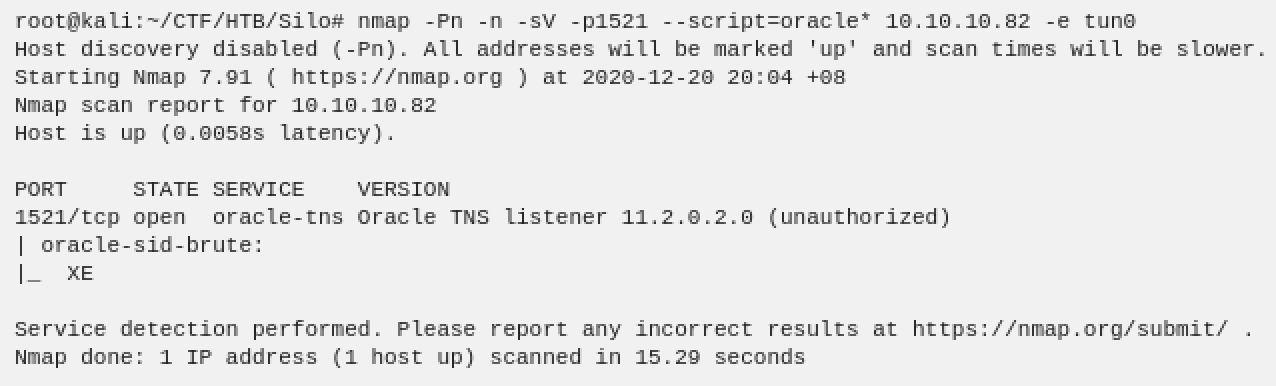 root@kali:~/CTF/HTB/Silo# nmap -Pn -n -sV -p1521 --script=oracle* 10.10.10.82 -e tun0
Host discovery disabled (-Pn). All addresses will be marked 'up' and scan times will be slower.
Starting Nmap 7.91 ( https://nmap.org ) at 2020-12-20 20:04 +08
Nmap scan report for 10.10.10.82
Host is up (0.0058s latency).

PORT     STATE SERVICE    VERSION
1521/tcp open  oracle-tns Oracle TNS listener 11.2.0.2.0 (unauthorized)
| oracle-sid-brute:
|_  XE

Service detection performed. Please report any incorrect results at https://nmap.org/submit/ .
Nmap done: 1 IP address (1 host up) scanned in 15.29 seconds